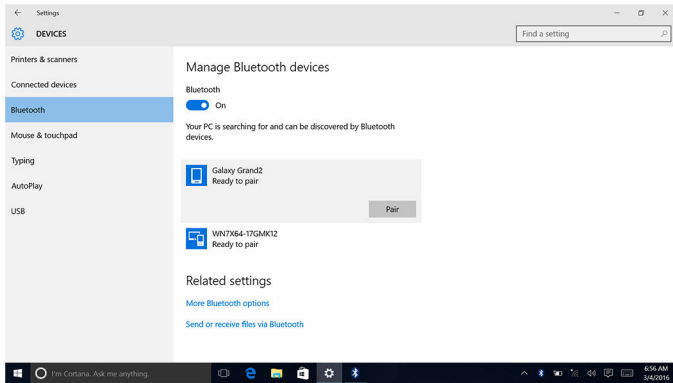 Settings
DEVICES
Find a setting
Printers & scanners
Connected devices
Bluetooth
Mouse & touchpad
Typing
AutoPlay
USB
Manage Bluetooth devices
Bluetooth
On
Your PC is searching for and can be discovered by Bluetooth
devices.
Galaxy Grand2
Ready to pair
Pair
WN7X64-17GMK12
Ready to pair
Related settings
More Bluetooth options
Send or receive files via Bluetooth
I'm Cortana. Ask me anything.
6:56 AM
3/4/2016